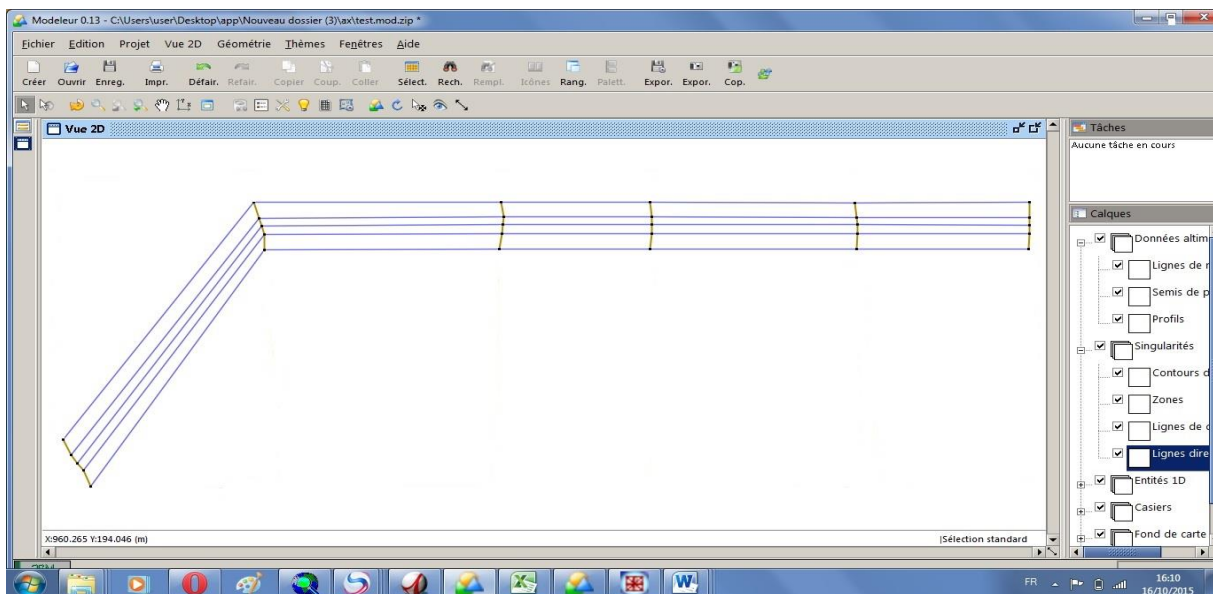 Modeleur 0.13 - C:\Users\user\Desktop\app\Nouveau dossier (3)\ax\test.mod.zip *
Fichier Edition Projet Vue 2D Géométrie Thèmes Fenêtres Aide
Créer Ouvrir Enreg. Impr. Défair. Refair. Copier Coup. Coller Sélect. Rech. Rempl. Icônes Rang. Palett. Expor. Expor. Cop.
Vue 2D
Tâches
Aucune tâche en cours
Calques
Données altim
Lignes de r
Semis de p
Profils
Singularités
Contours d
Zones
Lignes de c
Lignes dire
Entités 1D
Casiers
Fond de carte
X:960.265 Y:194.046 (m) |Sélection standard
FR 16:10
16/10/2015